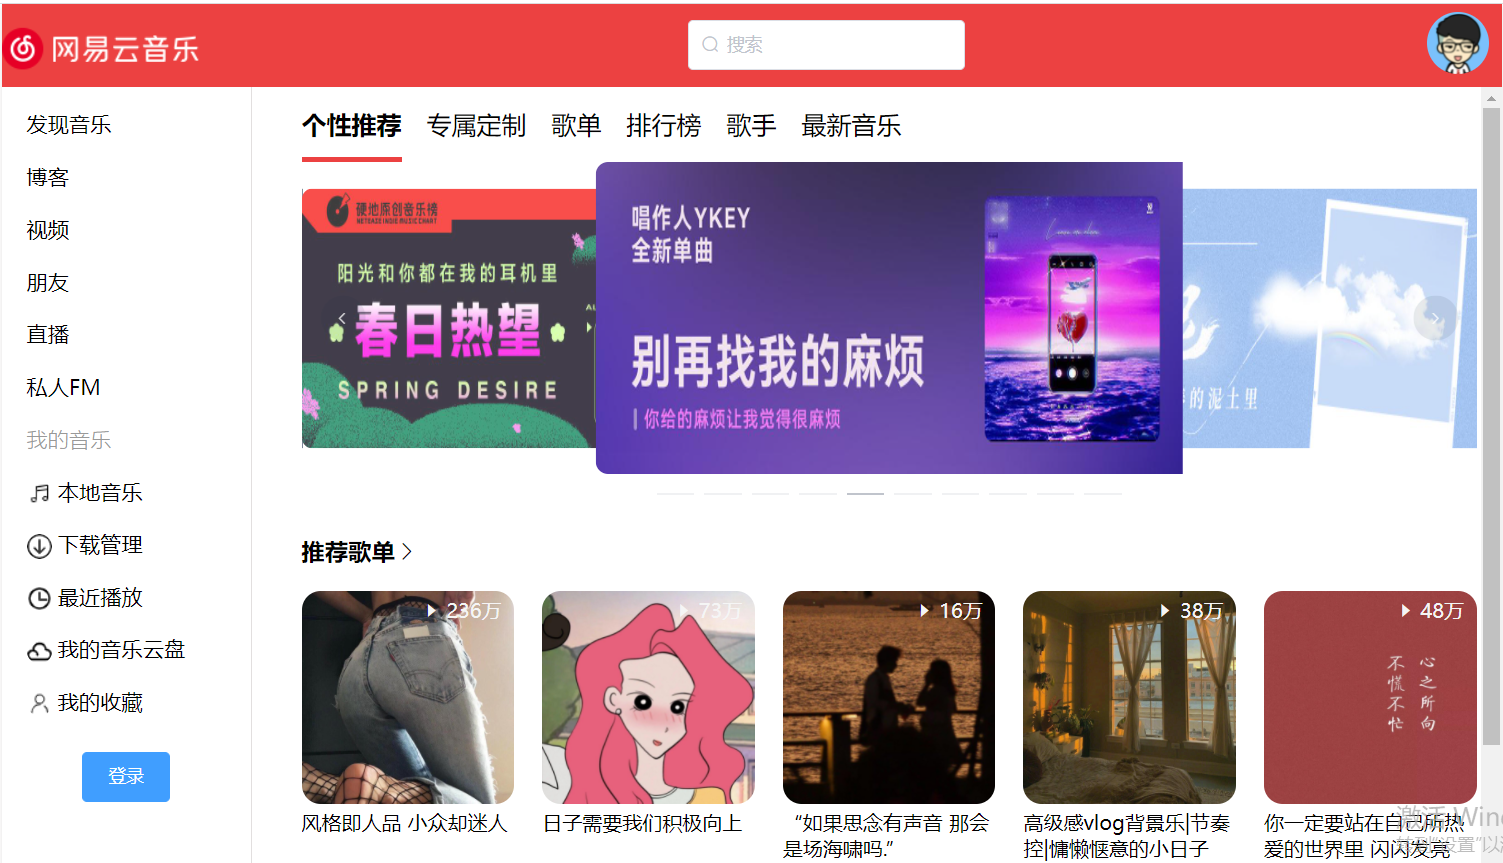 网易云音乐
搜索
发现音乐
博客
视频
朋友
直播
私人FM
我的音乐
本地音乐
下载管理
最近播放
我的音乐云盘
我的收藏
登录
个性推荐 专属定制 歌单 排行榜 歌手 最新音乐
硬地原创音乐榜
NETEASE INDIE MUSIC CHART
阳光和你都在我的耳机里
春日热望
SPRING DESIRE
唱作人YKEY
全新单曲
别再找我的麻烦
你给的麻烦让我觉得很麻烦
的泥土里
推荐歌单
236万
73万
16万
38万
48万
心之所向
不慌不忙
风格即人品 小众却迷人
日子需要我们积极向上
“如果思念有声音 那会
是场海啸吗.”
高级感vlog背景乐|节奏
控|慵懒惬意的小日子
你一定要站在自己所热
爱的世界里 闪闪发亮
激活 Win
转到"设置"以